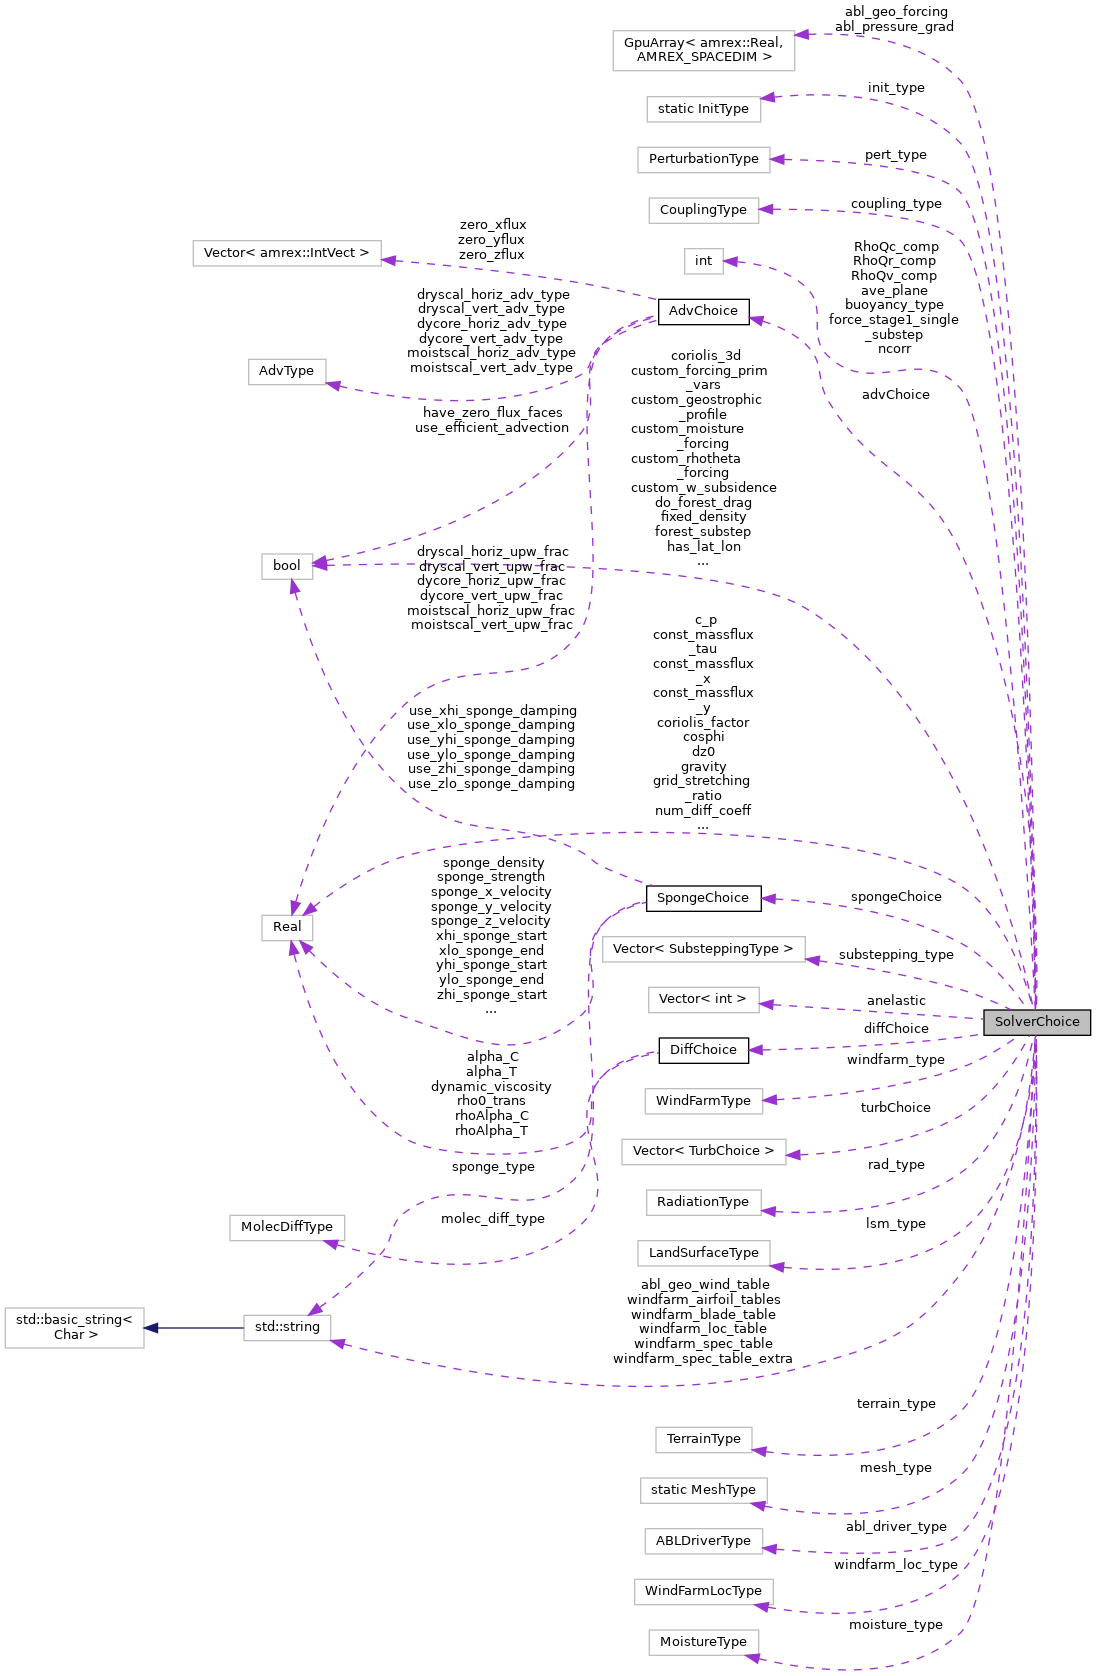 abl_geo_forcing
abl_pressure_grad
GpuArray< amrex::Real,
AMREX_SPACEDIM >
init_type
static InitType
pert_type
PerturbationType
coupling_type
CouplingType
zero_xflux
zero_yflux
zero_zflux
Vector< amrex::IntVect >
RhoQc_comp
RhoQr_comp
RhoQv_comp
ave_plane
buoyancy_type
force_stage1_single
_substep
ncorr
int
AdvChoice
dryscal_horiz_adv_type
dryscal_vert_adv_type
dycore_horiz_adv_type
dycore_vert_adv_type
moistscal_horiz_adv_type
moistscal_vert_adv_type
AdvType
advChoice
have_zero_flux_faces
use_efficient_advection
coriolis_3d
custom_forcing_prim
_vars
custom_geostrophic
_profile
custom_moisture
_forcing
custom_rhotheta
_forcing
custom_w_subsidence
do_forest_drag
fixed_density
forest_substep
has_lat_lon
...
bool
dryscal_horiz_upw_frac
dryscal_vert_upw_frac
dycore_horiz_upw_frac
dycore_vert_upw_frac
moistscal_horiz_upw_frac
moistscal_vert_upw_frac
c_p
const_massflux
_tau
const_massflux
_x
const_massflux
_y
coriolis_factor
cosphi
dz0
gravity
grid_stretching
_ratio
num_diff_coeff
...
use_xhi_sponge_damping
use_xlo_sponge_damping
use_yhi_sponge_damping
use_ylo_sponge_damping
use_zhi_sponge_damping
use_zlo_sponge_damping
sponge_density
sponge_strength
sponge_x_velocity
sponge_y_velocity
sponge_z_velocity
xhi_sponge_start
xlo_sponge_end
yhi_sponge_start
ylo_sponge_end
zhi_sponge_start
...
Real
SpongeChoice
spongeChoice
Vector< SubsteppingType >
substepping_type
Vector< int >
anelastic
SolverChoice
DiffChoice
diffChoice
alpha_C
alpha_T
dynamic_viscosity
rho0_trans
rhoAlpha_C
rhoAlpha_T
windfarm_type
WindFarmType
turbChoice
Vector< TurbChoice >
sponge_type
rad_type
RadiationType
molec_diff_type
MolecDiffType
lsm_type
LandSurfaceType
abl_geo_wind_table
windfarm_airfoil_tables
windfarm_blade_table
windfarm_loc_table
windfarm_spec_table
windfarm_spec_table_extra
std::basic_string<
Char >
std::string
terrain_type
TerrainType
mesh_type
static MeshType
abl_driver_type
ABLDriverType
windfarm_loc_type
WindFarmLocType
moisture_type
MoistureType